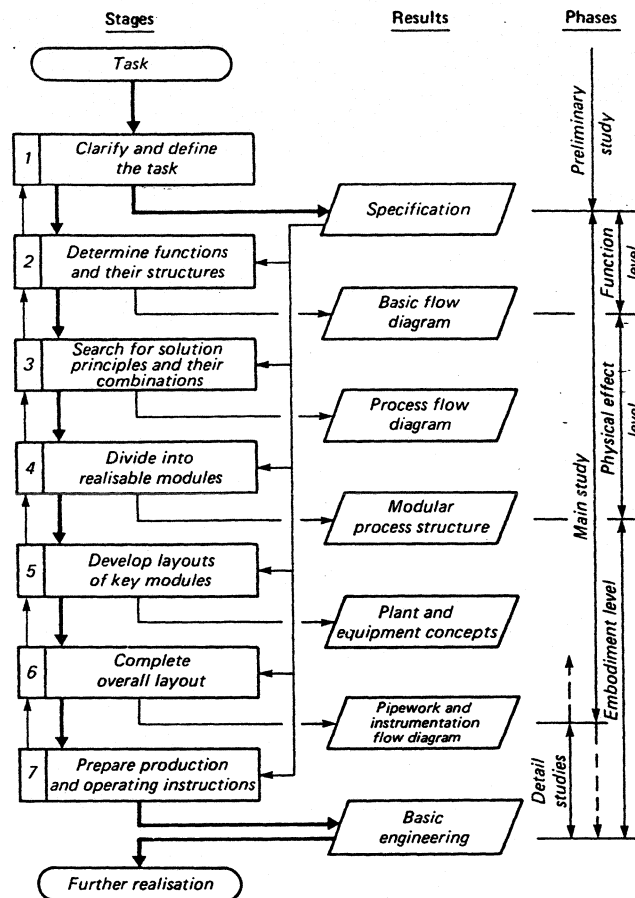 Stages
Results
Phases
Task
1
Clarify and define
the task
Preliminary
study
Specification
2
Determine functions
and their structures
Function
level
Basic flow
diagram
3
Search for solution
principles and their
combinations
Physical effect
level
Process flow
diagram
4
Divide into
realisable modules
Main study
Modular
process structure
5
Develop layouts
of key modules
Plant and
equipment concepts
Embodiment level
6
Complete
overall layout
Pipework and
instrumentation
flow diagram
7
Prepare production
and operating instructions
Detail
studies
Basic
engineering
Further realisation